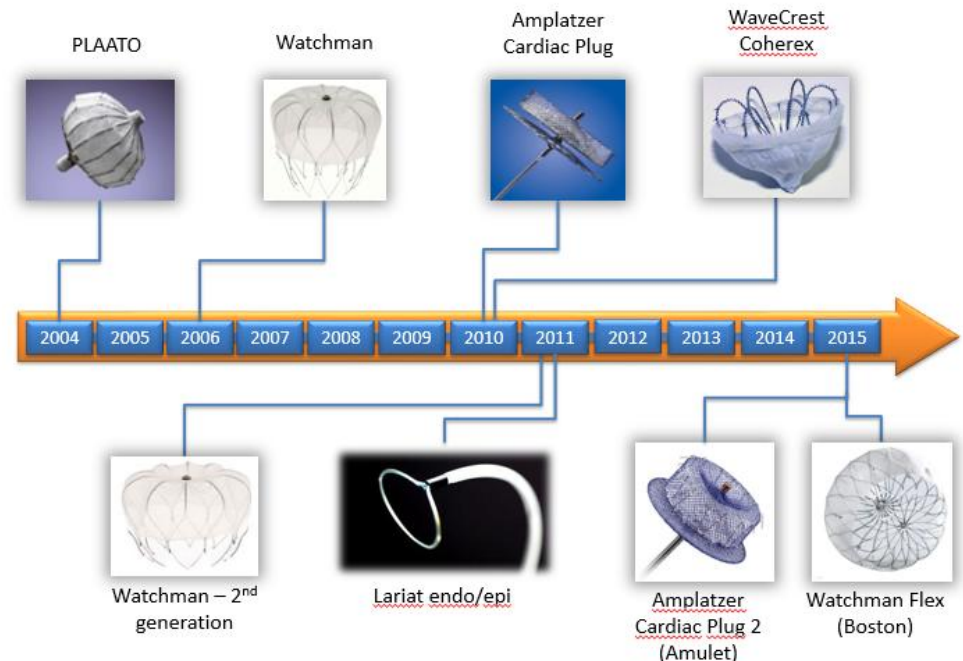 PLAATO
Watchman
Amplatzer
Cardiac Plug
WaveCrest
Coherex
2004 2005 2006 2007 2008 2009 2010 2011 2012 2013 2014 2015
Watchman – 2nd
generation
Lariat endo/epi
Amplatzer
Cardiac Plug 2
(Amulet)
Watchman Flex
(Boston)